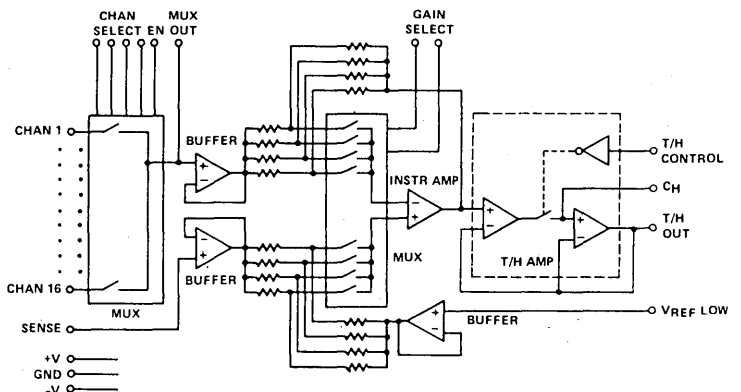 CHAN
SELECT EN
MUX
OUT
GAIN
SELECT
CHAN 1
BUFFER
+
−
INSTR AMP
−
+
T/H
CONTROL
CH
T/H
OUT
+
−
+
−
T/H AMP
−
+
BUFFER
MUX
CHAN 16
MUX
SENSE
+
−
BUFFER
VREF LOW
+V
GND
-V